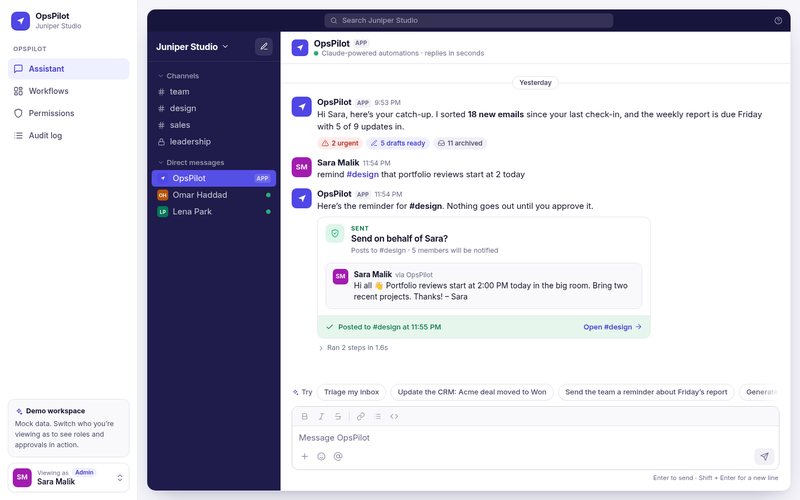 OpsPilot
Juniper Studio
OPSPILOT
Assistant
Workflows
Permissions
Audit log
Demo workspace
Mock data. Switch who you're
viewing as to see roles and
approvals in action.
SM
Viewing as Admin
Sara Malik
Search Juniper Studio
Juniper Studio
Channels
# team
# design
# sales
leadership
Direct messages
OpsPilot APP
OH Omar Haddad
LP Lena Park
OpsPilot APP
Claude-powered automations · replies in seconds
Yesterday
OpsPilot APP 9:53 PM
Hi Sara, here's your catch-up. I sorted 18 new emails since your last check-in, and the weekly report is due Friday
with 5 of 9 updates in.
2 urgent
5 drafts ready
11 archived
SM
Sara Malik 11:54 PM
remind #design that portfolio reviews start at 2 today
OpsPilot APP 11:54 PM
Here's the reminder for #design. Nothing goes out until you approve it.
SENT
Send on behalf of Sara?
Posts to #design · 5 members will be notified
SM
Sara Malik via OpsPilot
Hi all 👋 Portfolio reviews start at 2:00 PM today in the big room. Bring two
recent projects. Thanks! – Sara
Posted to #design at 11:55 PM
Open #design →
Ran 2 steps in 1.6s
Try
Triage my inbox
Update the CRM: Acme deal moved to Won
Send the team a reminder about Friday's report
Generate
B I S
Message OpsPilot
Enter to send · Shift + Enter for a new line